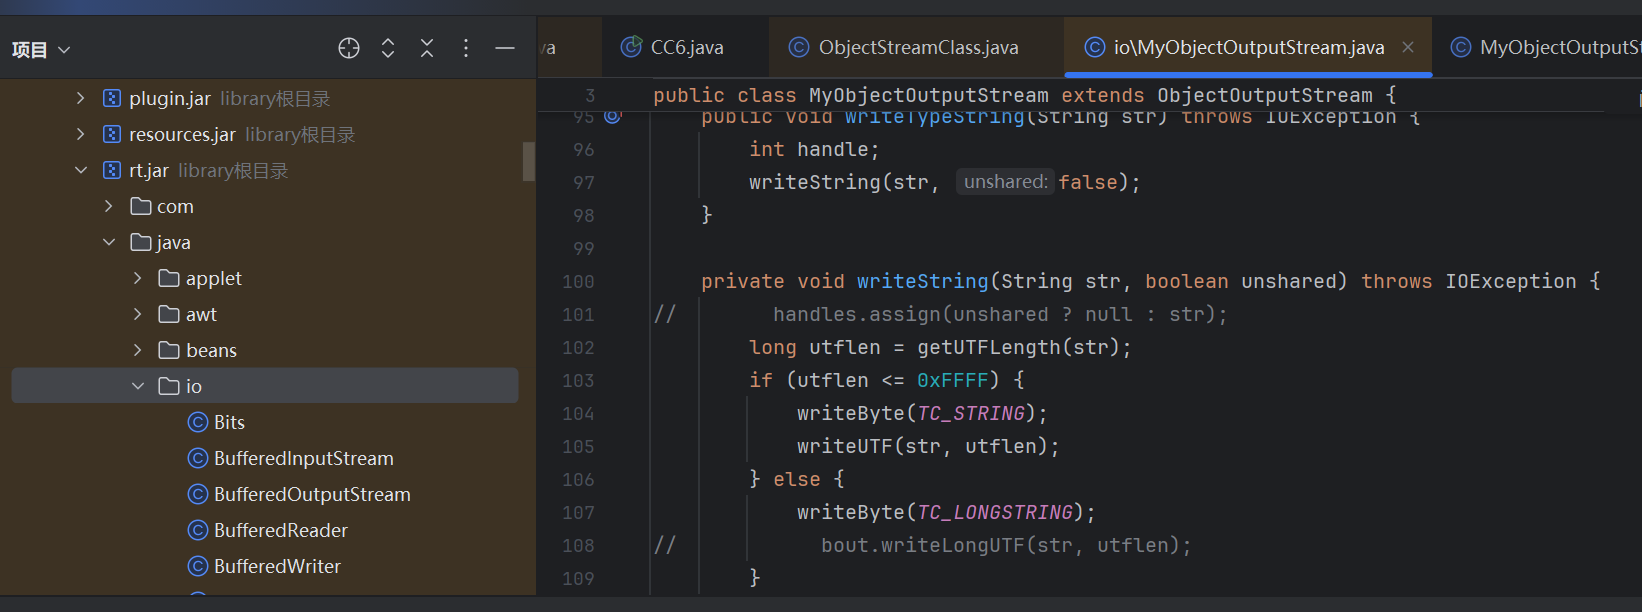 项目
plugin.jar library根目录
resources.jar library根目录
rt.jar library根目录
com
java
applet
awt
beans
io
Bits
BufferedInputStream
BufferedOutputStream
BufferedReader
BufferedWriter
va CC6.java ObjectStreamClass.java io\MyObjectOutputStream.java MyObjectOutputSt
3 public class MyObjectOutputStream extends ObjectOutputStream {
95 public void writeTypeString(String str) throws IOException {
96 int handle;
97 writeString(str, unshared: false);
98 }
99
100 private void writeString(String str, boolean unshared) throws IOException {
101 // handles.assign(unshared ? null : str);
102 long utflen = getUTFLength(str);
103 if (utflen <= 0xFFFF) {
104 writeByte(TC_STRING);
105 writeUTF(str, utflen);
106 } else {
107 writeByte(TC_LONGSTRING);
108 // bout.writeLongUTF(str, utflen);
109 }